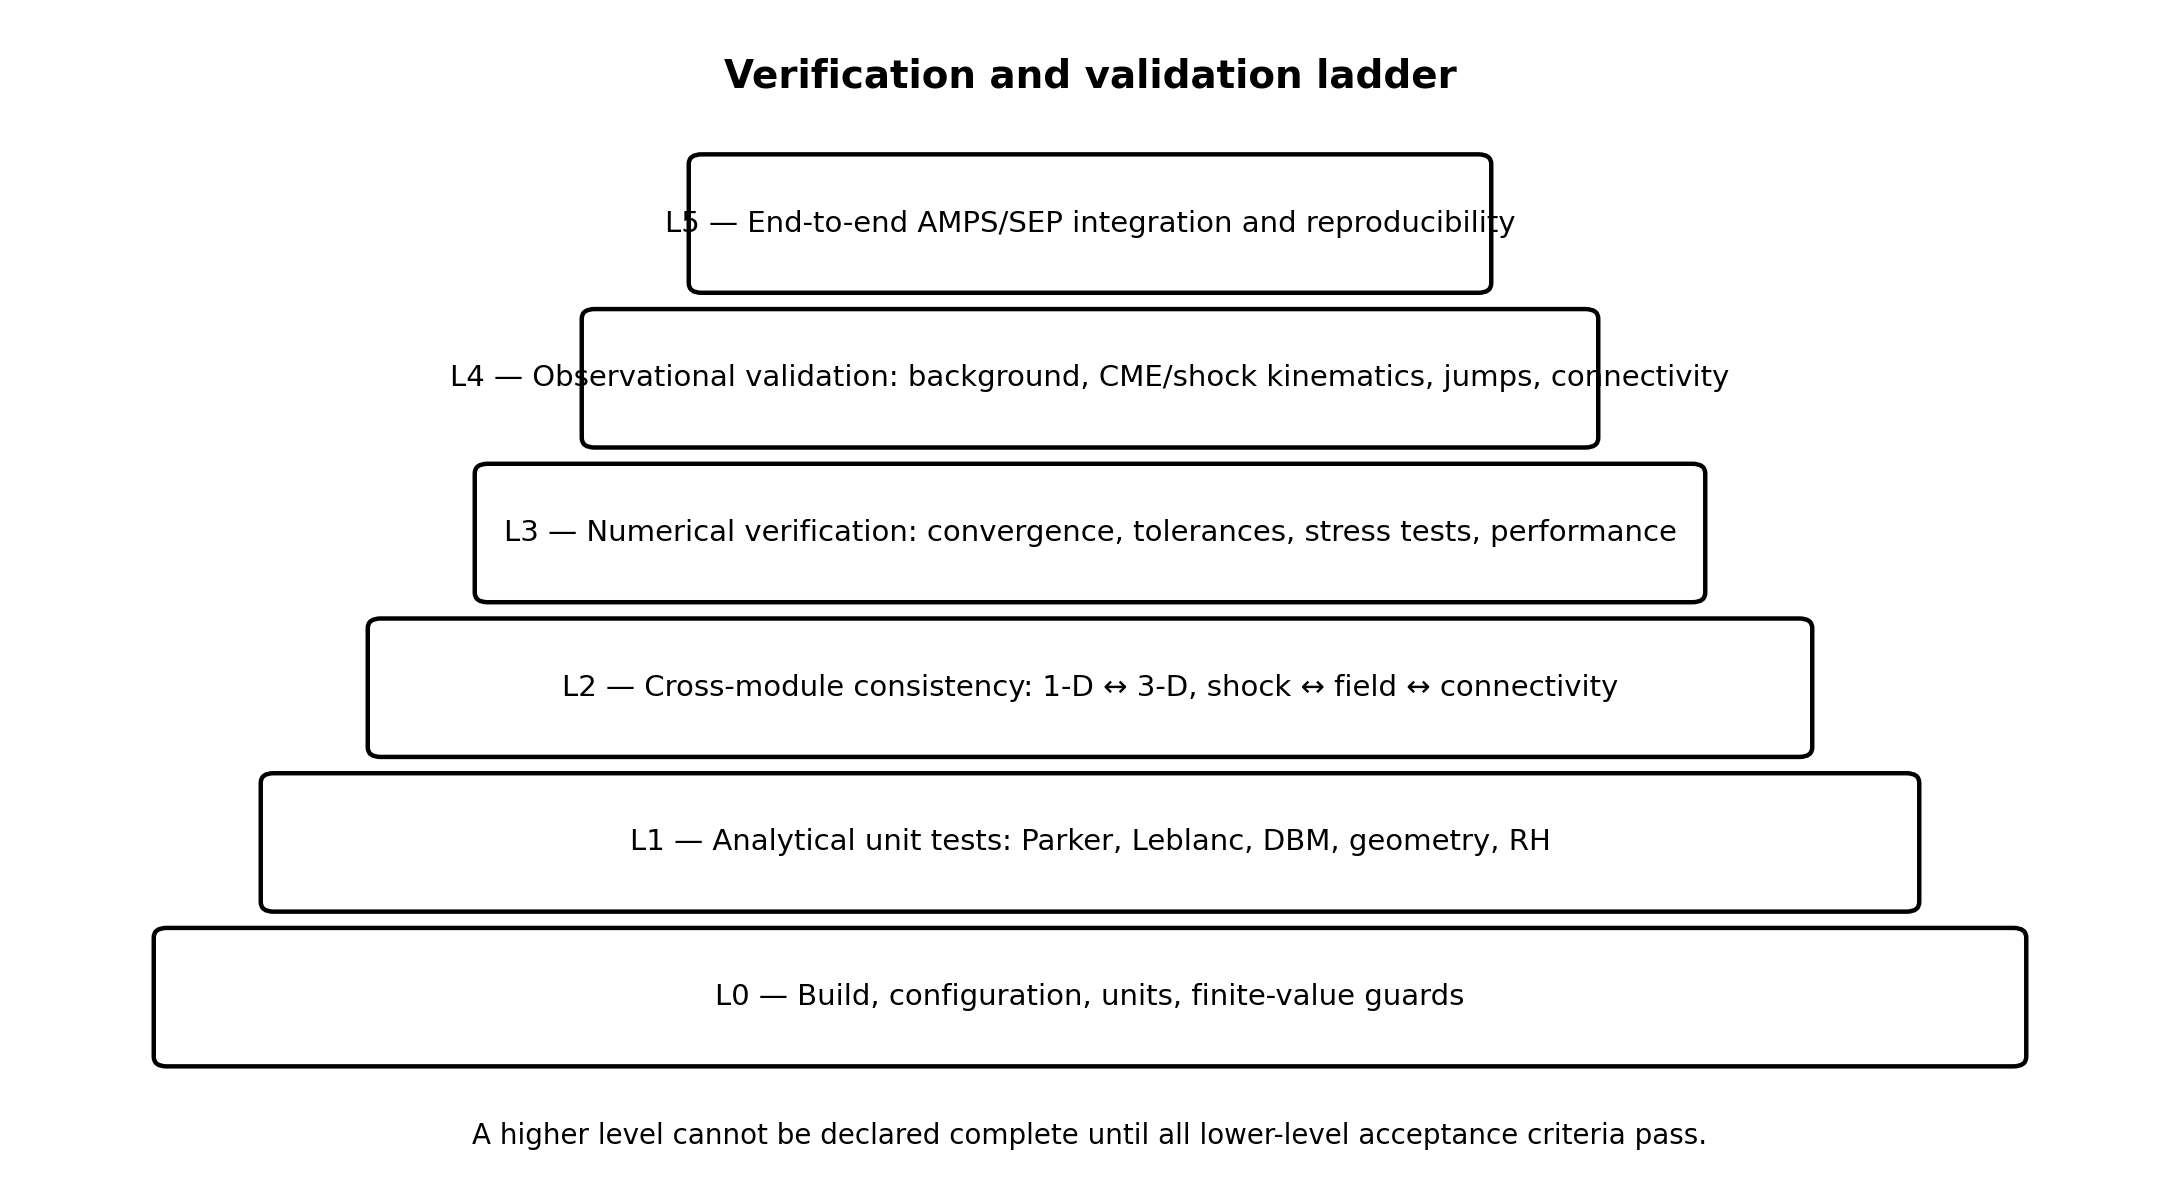 Verification and validation ladder
L5 — End-to-end AMPS/SEP integration and reproducibility
L4 — Observational validation: background, CME/shock kinematics, jumps, connectivity
L3 — Numerical verification: convergence, tolerances, stress tests, performance
L2 — Cross-module consistency: 1-D ↔ 3-D, shock ↔ field ↔ connectivity
L1 — Analytical unit tests: Parker, Leblanc, DBM, geometry, RH
L0 — Build, configuration, units, finite-value guards
A higher level cannot be declared complete until all lower-level acceptance criteria pass.